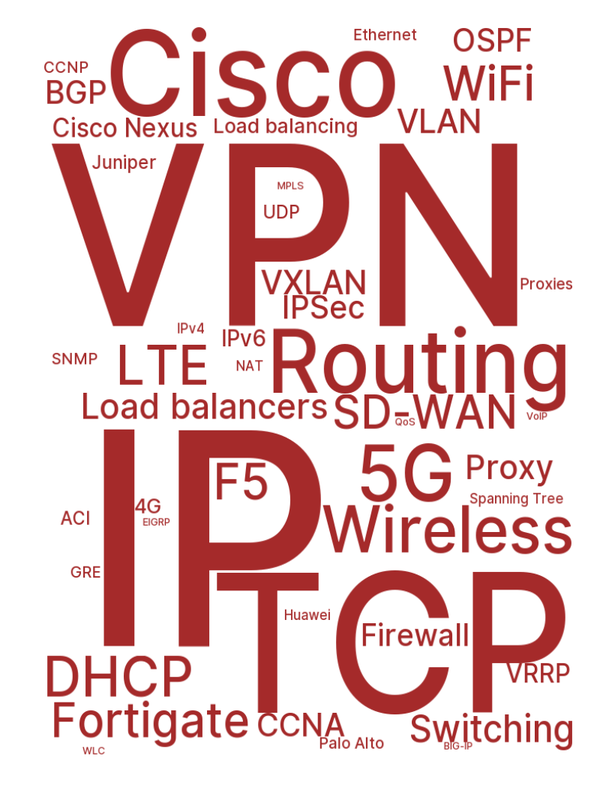 Ethernet
OSPF
Cisco
CCNP
WiFi
BGP
VLAN
Cisco Nexus
Load balancing
VPN
Juniper
MPLS
UDP
VXLAN
Proxies
IPSec
IPv4
IPv6
Routing
SNMP
LTE
NAT
Load balancers
SD-WAN
QoS
VoIP
IP
F5
5G
Proxy
Spanning Tree
4G
ACI
EIGRP
Wireless
GRE
TCP
Huawei
Firewall
DHCP
VRRP
Fortigate
CCNA
Switching
Palo Alto
BIG-IP
WLC